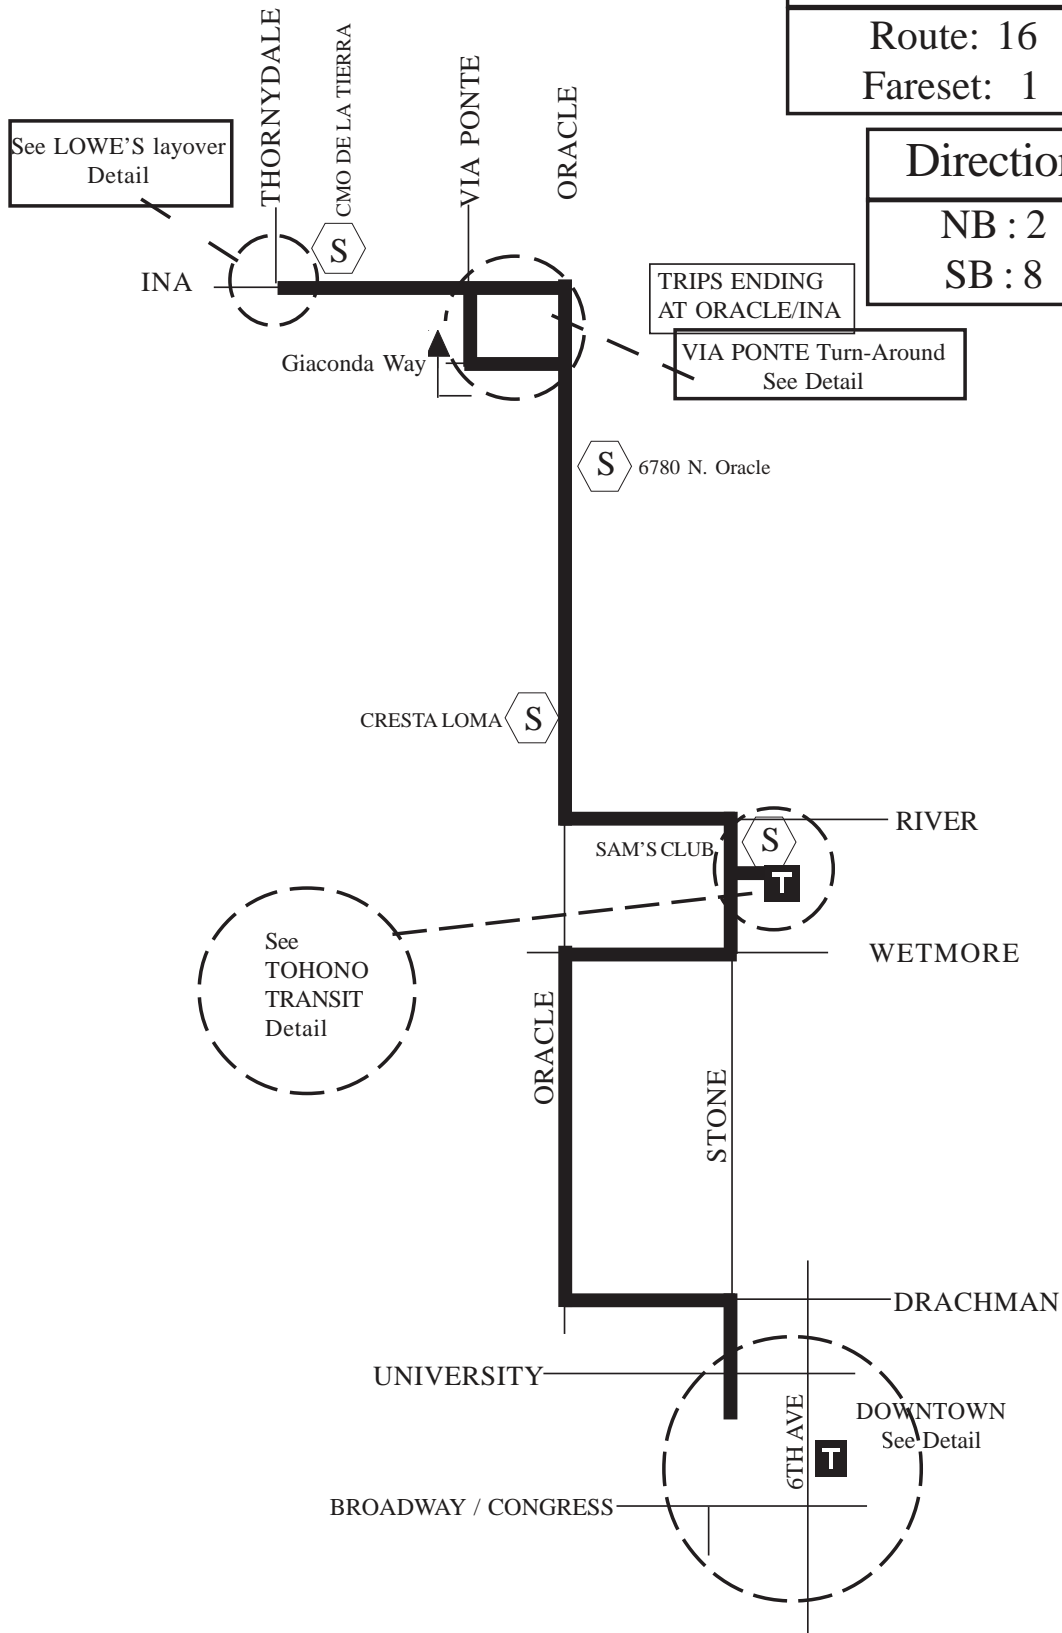 Route: 16
Fareset: 1
NB : 2
SB : 8
THORNYDALE
CMO DE LA TIERRA
VIA PONTE
ORACLE
See LOWE'S layover
Detail
S
INA
TRIPS ENDING
AT ORACLE/INA
VIA PONTE Turn-Around
See Detail
Giaconda Way
S
6780 N. Oracle
CRESTA LOMA
S
RIVER
SAM'S CLUB
S
T
See
TOHONO
TRANSIT
Detail
WETMORE
ORACLE
STONE
DRACHMAN
UNIVERSITY
6TH AVE
DOWNTOWN
See Detail
T
BROADWAY / CONGRESS